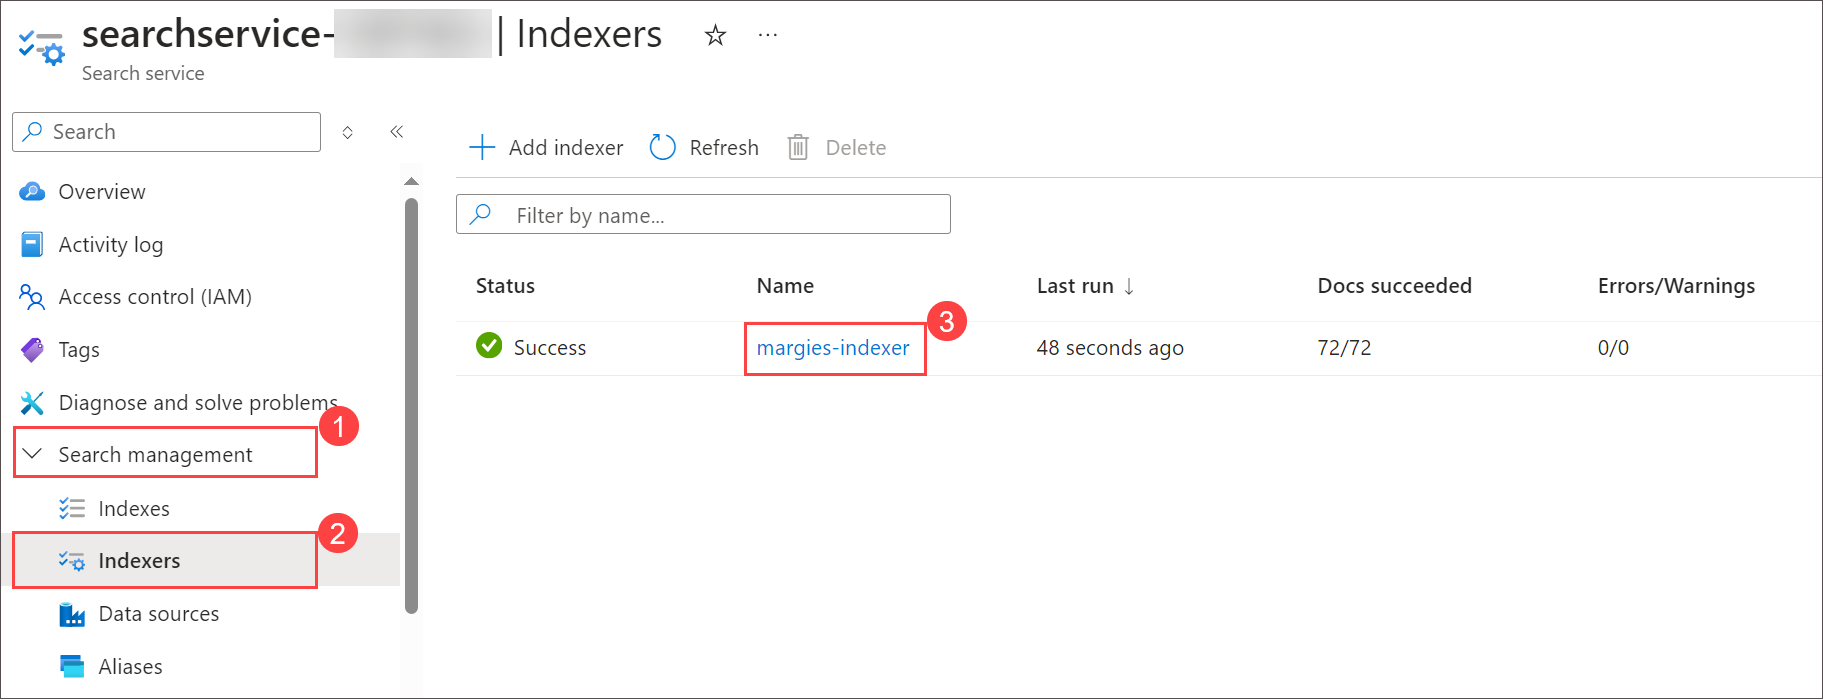 searchservice- | Indexers ☆ ...
Search service
Search
Add indexer Refresh Delete
Overview
Activity log
Access control (IAM)
Tags
Diagnose and solve problems
1
Search management
Indexes
2
Indexers
Data sources
Aliases
Filter by name...
Status Name Last run ↓ Docs succeeded Errors/Warnings
3
Success margies-indexer 48 seconds ago 72/72 0/0